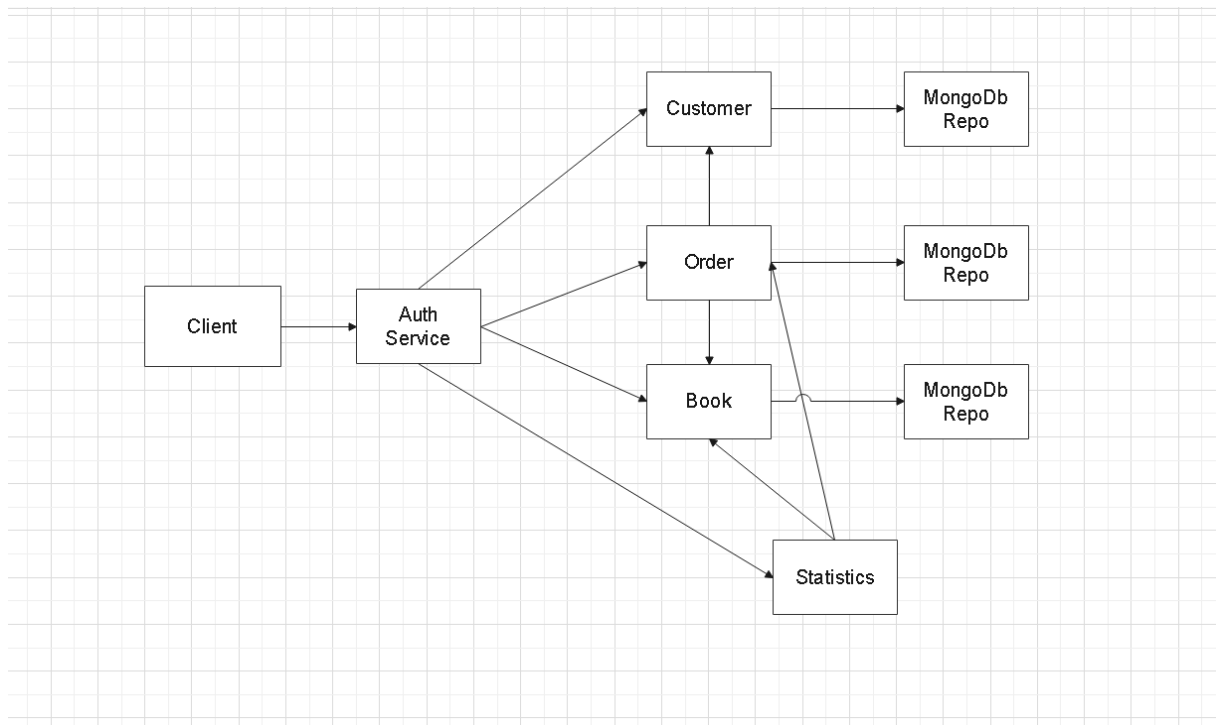 Customer
MongoDb
Repo
Order
MongoDb
Repo
Client
Auth
Service
Book
MongoDb
Repo
Statistics